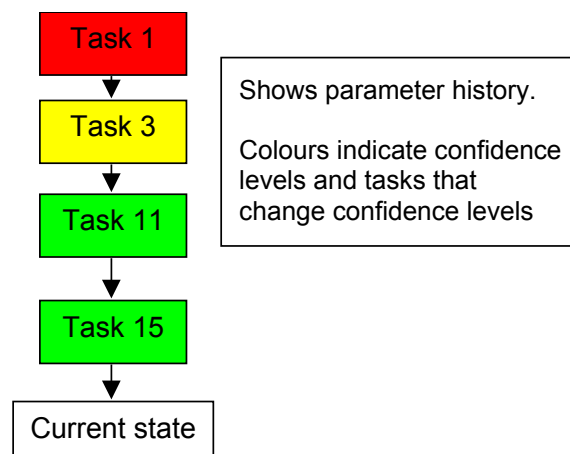 Task 1
Task 3
Task 11
Task 15
Current state
Shows parameter history.
Colours indicate confidence
levels and tasks that
change confidence levels